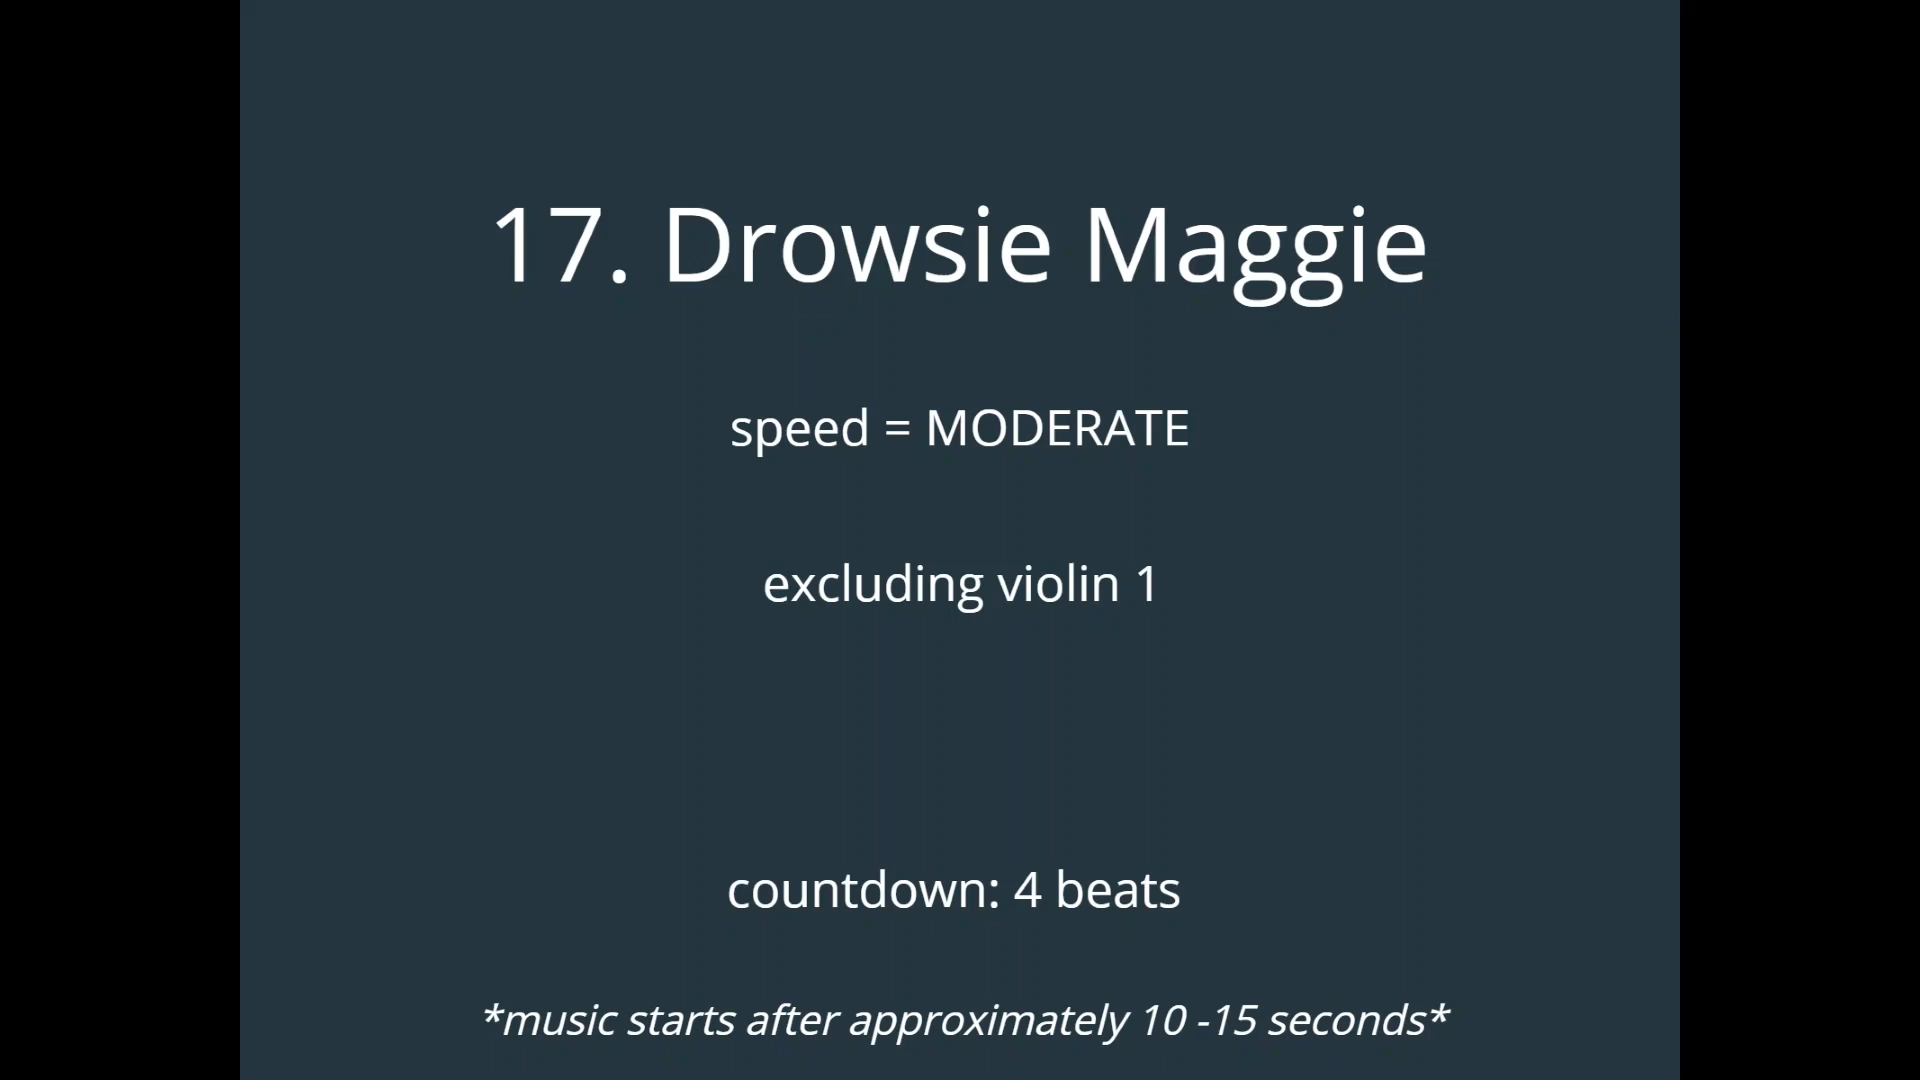 17. Drowsie Maggie
speed = MODERATE
excluding violin 1
countdown: 4 beats
*music starts after approximately 10 -15 seconds*